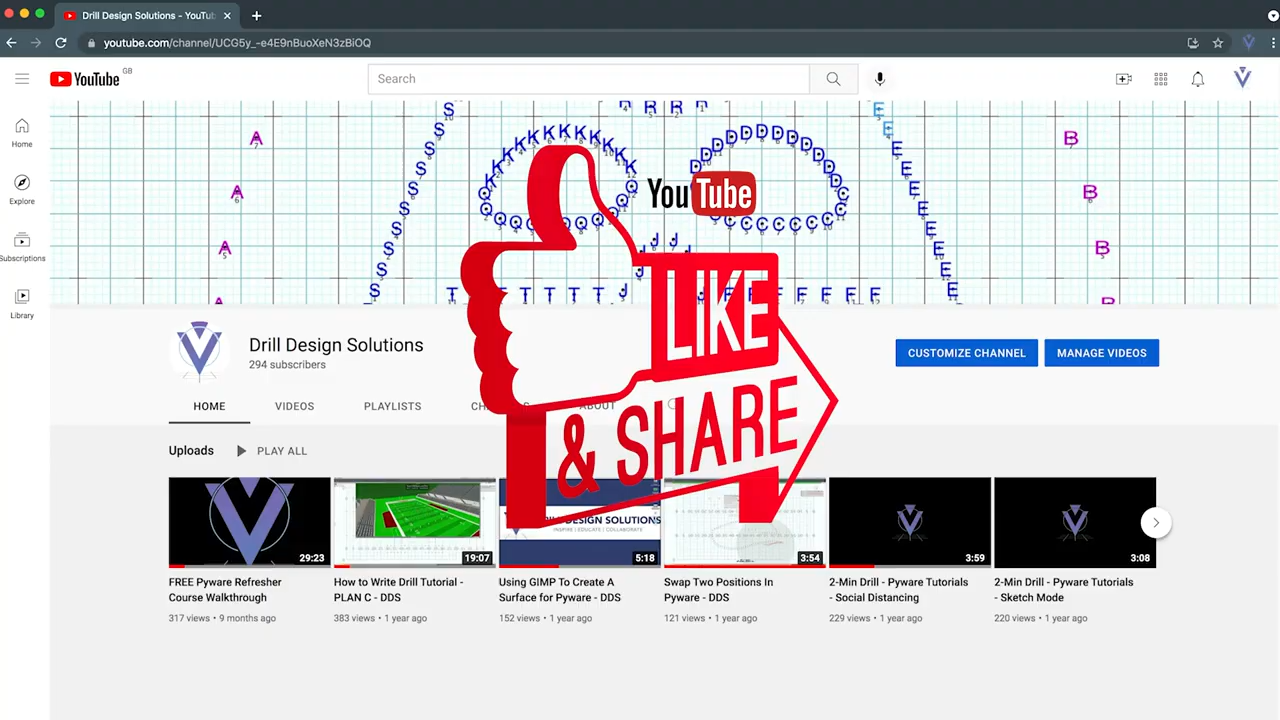 Drill Design Solutions - YouTub
youtube.com/channel/UCG5y_-e4E9nBuoXeN3zBiOQ
YouTube GB
Search
Home
Explore
Subscriptions
Library
YouTube
LIKE
& SHARE
Drill Design Solutions
294 subscribers
CUSTOMIZE CHANNEL
MANAGE VIDEOS
HOME
VIDEOS
PLAYLISTS
ABOUT
Uploads
PLAY ALL
29:23
19:07
DESIGN SOLUTIONS
INSPIRE | EDUCATE | COLLABORATE
5:18
3:54
3:59
3:08
FREE Pyware Refresher
Course Walkthrough
317 views • 9 months ago
How to Write Drill Tutorial -
PLAN C - DDS
383 views • 1 year ago
Using GIMP To Create A
Surface for Pyware - DDS
152 views • 1 year ago
Swap Two Positions In
Pyware - DDS
121 views • 1 year ago
2-Min Drill - Pyware Tutorials
- Social Distancing
229 views • 1 year ago
2-Min Drill - Pyware Tutorials
- Sketch Mode
220 views • 1 year ago